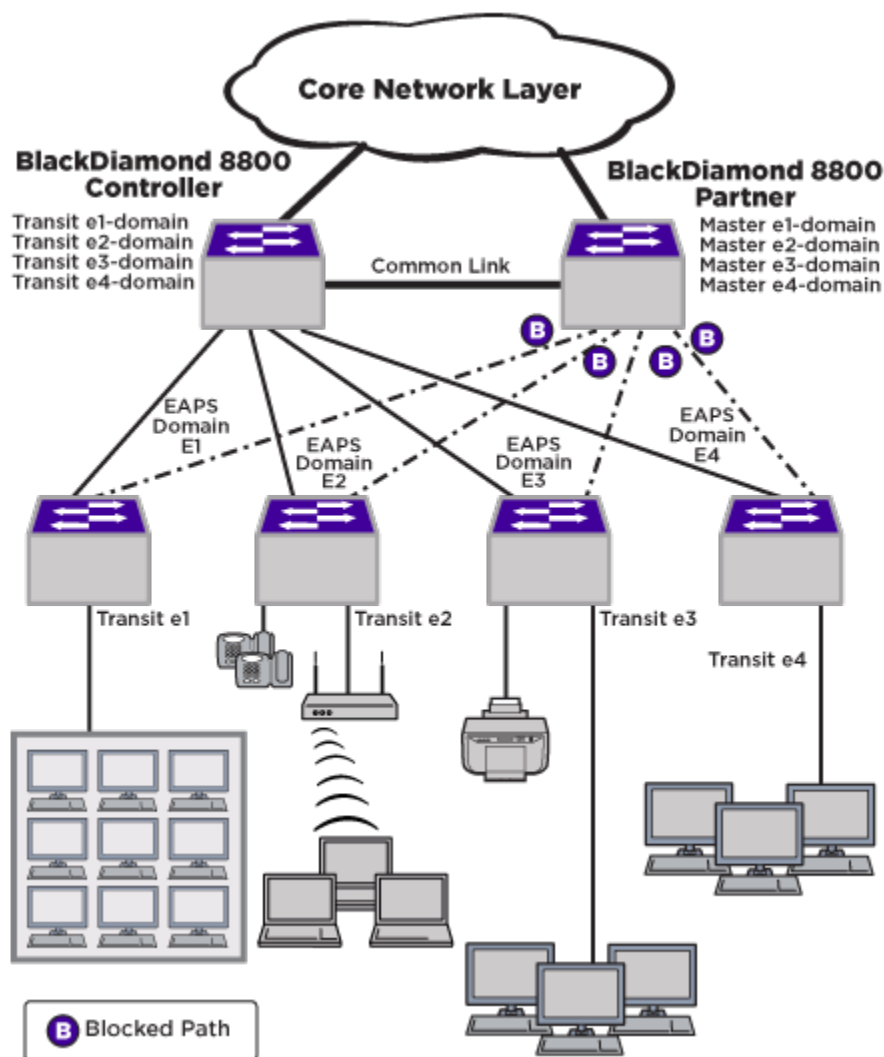 Core Network Layer
BlackDiamond 8800
Controller
Transit e1-domain
Transit e2-domain
Transit e3-domain
Transit e4-domain
BlackDiamond 8800
Partner
Master e1-domain
Master e2-domain
Master e3-domain
Master e4-domain
Common Link
B
B
B
B
EAPS
Domain
E1
EAPS
Domain
E2
EAPS
Domain
E3
EAPS
Domain
E4
Transit e1
Transit e2
Transit e3
Transit e4
B Blocked Path